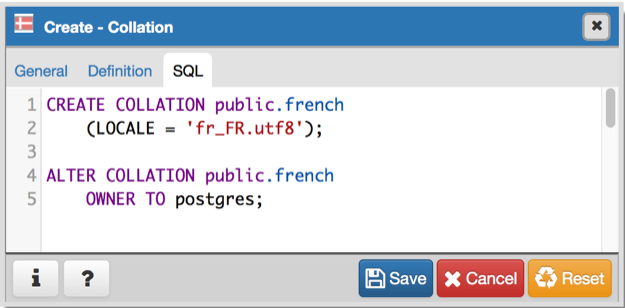 Create - Collation
General Definition SQL
1 CREATE COLLATION public.french
2 (LOCALE = 'fr_FR.utf8');
3
4 ALTER COLLATION public.french
5 OWNER TO postgres;
i ? Save Cancel Reset